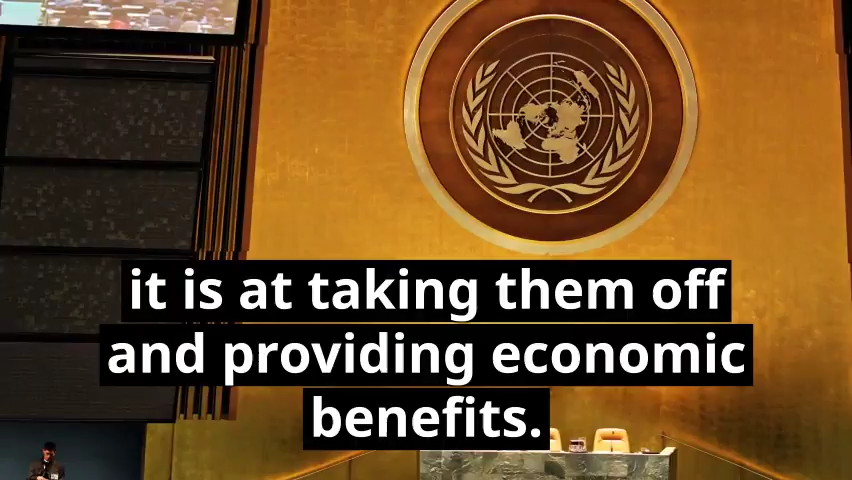 it is at taking them off
and providing economic
benefits.